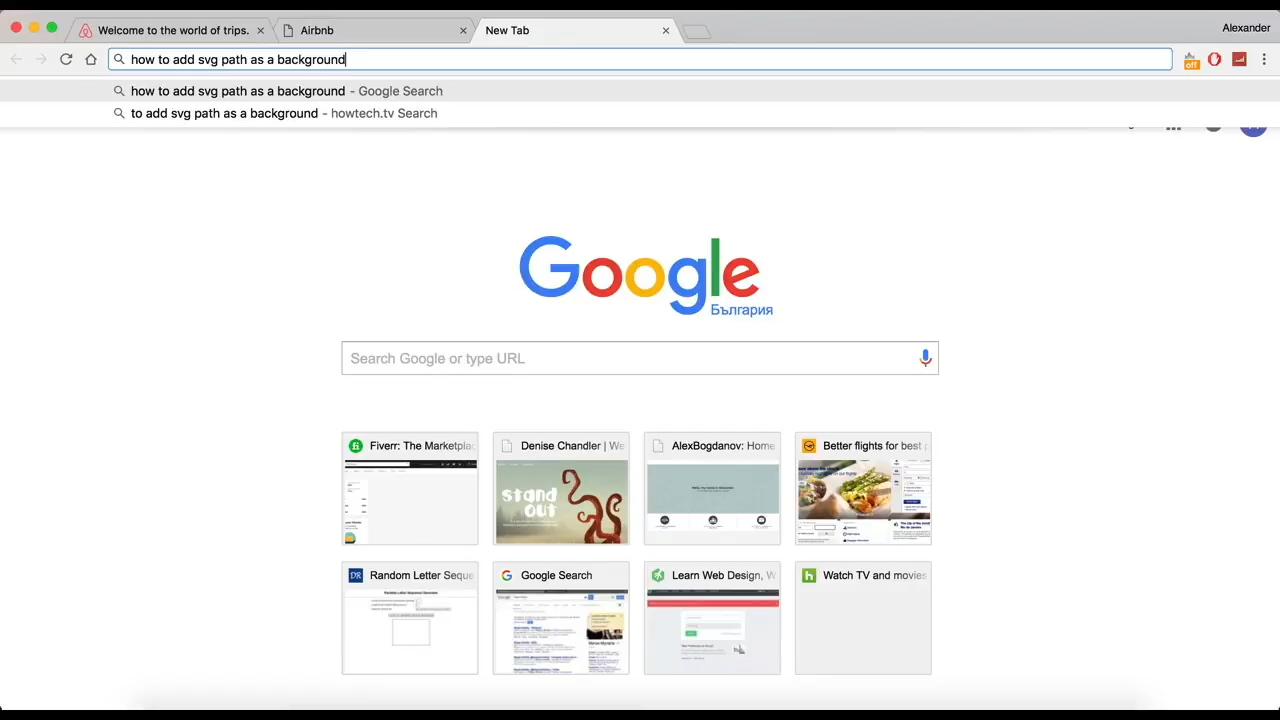 Welcome to the world of trips.
Airbnb
New Tab
Alexander
how to add svg path as a background
off
how to add svg path as a background - Google Search
to add svg path as a background - howtech.tv Search
Google
България
Search Google or type URL
Fiverr: The Marketplac
Denise Chandler | We
AlexBogdanov: Home
Better flights for best p
stand
out
Random Letter Seque
Google Search
Learn Web Design, W
Watch TV and movies
DR